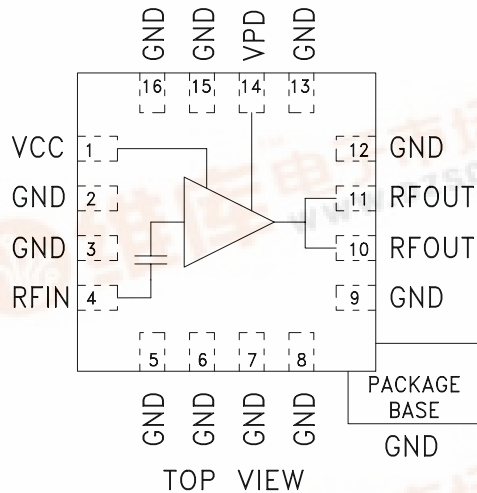 GND GND VPD GND
16 15 14 13
VCC 1 12 GND
GND 2 11 RFOUT
GND 3 10 RFOUT
RFIN 4 9 GND
5 6 7 8
GND GND GND GND
PACKAGE
BASE
GND
TOP VIEW